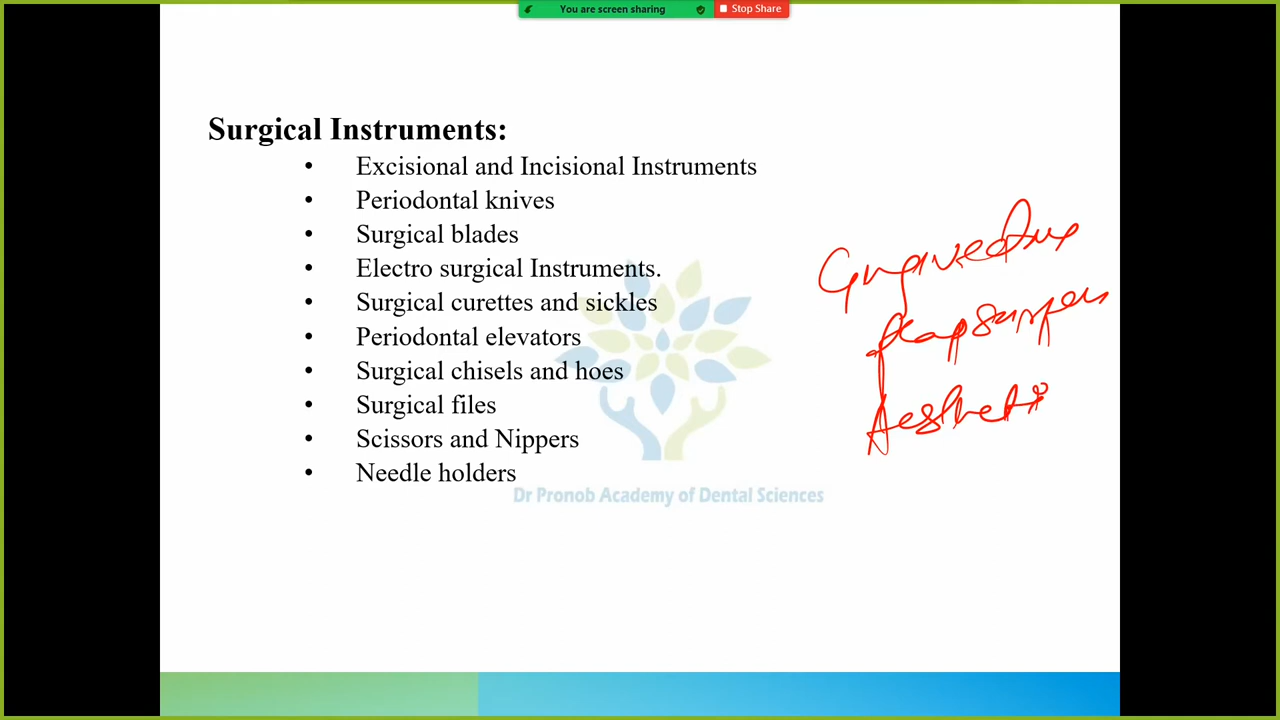 You are screen sharing
Stop Share
Surgical Instruments:
• Excisional and Incisional Instruments
• Periodontal knives
• Surgical blades
• Electro surgical Instruments.
• Surgical curettes and sickles
• Periodontal elevators
• Surgical chisels and hoes
• Surgical files
• Scissors and Nippers
• Needle holders
Dr Pronob Academy of Dental Sciences
flap
Aestheti